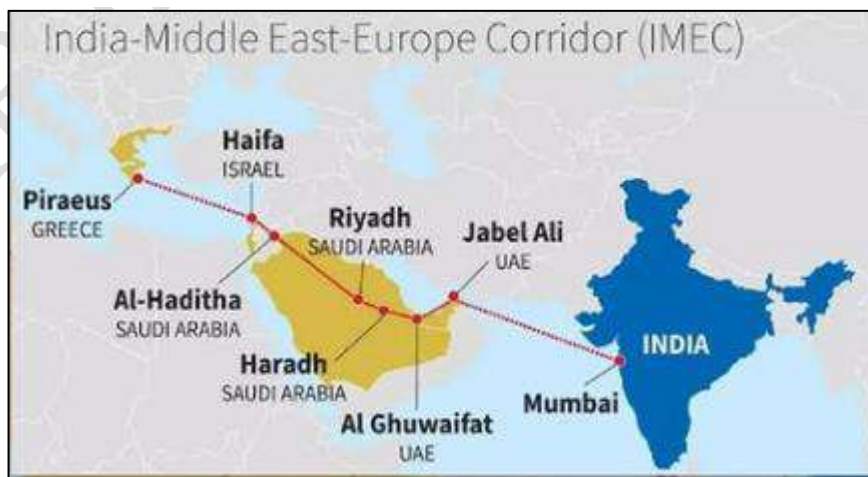 India-Middle East-Europe Corridor (IMEC)
Haifa
ISRAEL
Piraeus
GREECE
Riyadh
SAUDI ARABIA
Jabel Ali
UAE
Al-Haditha
SAUDI ARABIA
Haradh
SAUDI ARABIA
Al Ghuwaifat
UAE
INDIA
Mumbai